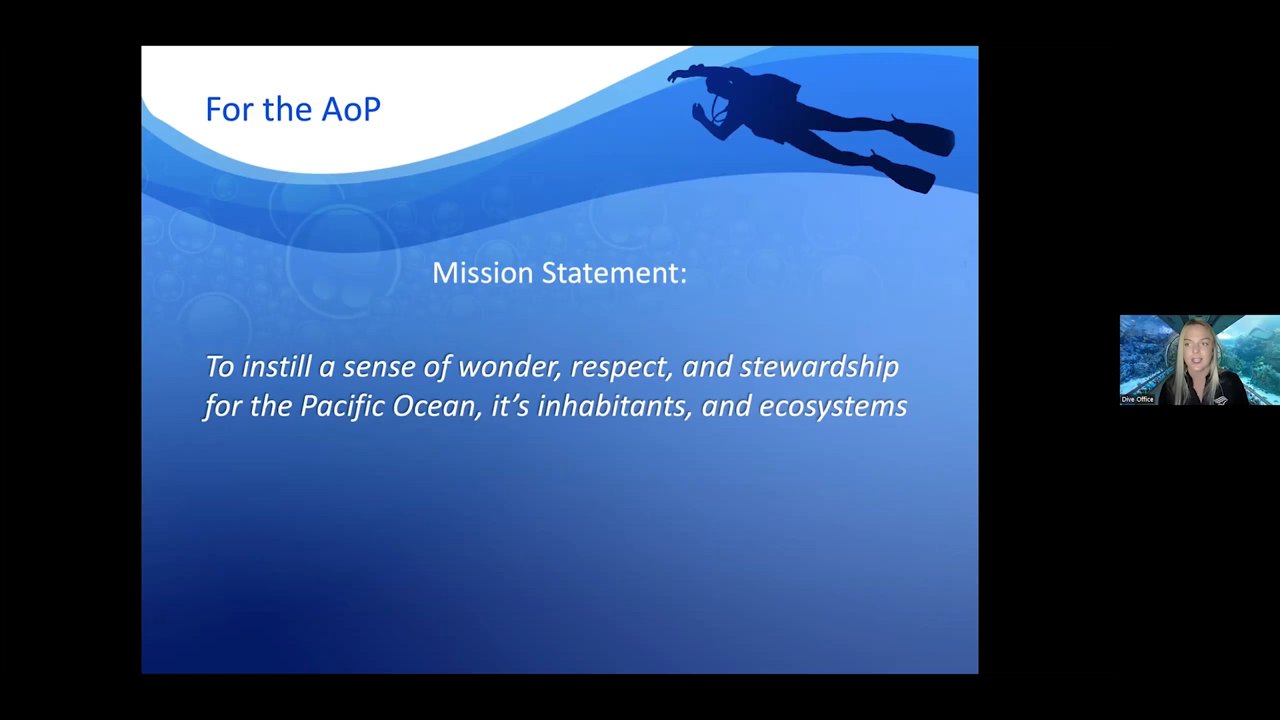 For the AoP
Mission Statement:
To instill a sense of wonder, respect, and stewardship
for the Pacific Ocean, it’s inhabitants, and ecosystems
Dive Office